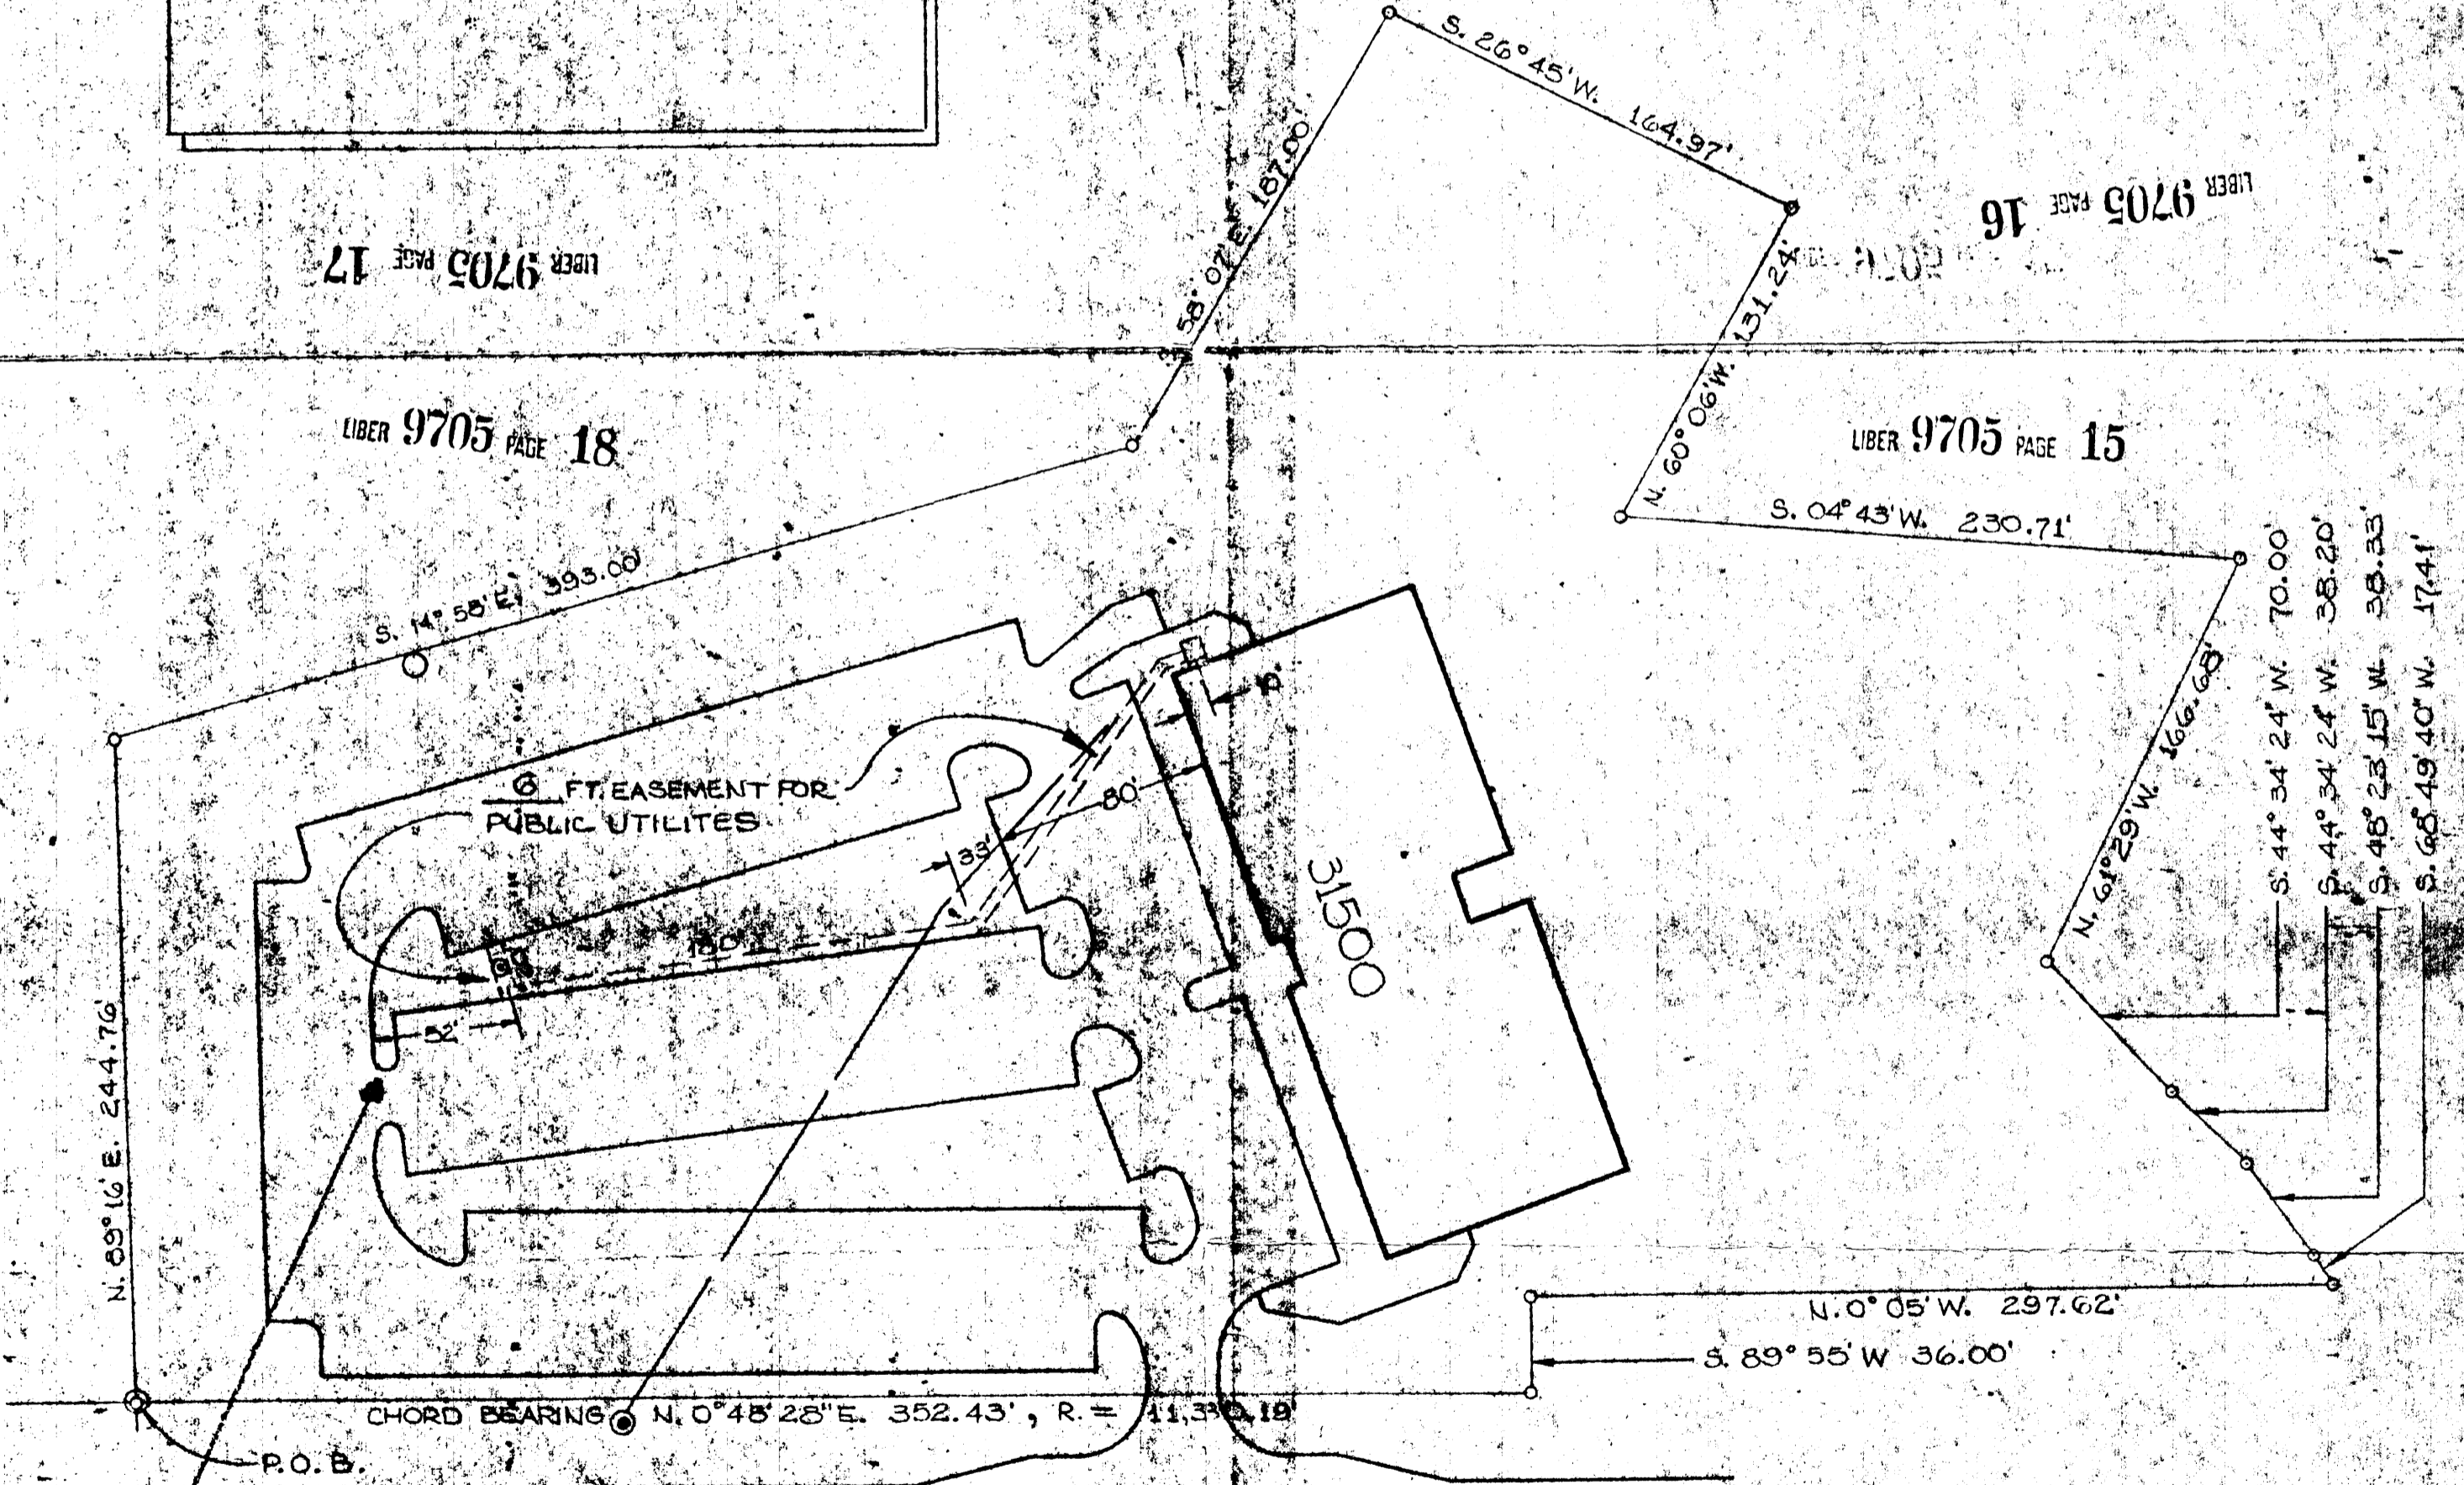 S. 26° 45' W. 164.97'
58° 07' E. 187.00'
LIBER 9705 PAGE 16
LIBER 9705 PAGE 17
N. 60° 06' W. 131.24'
LIBER 9705 PAGE 18
LIBER 9705 PAGE 15
S. 04° 43' W. 230.71'
S. 14° 58' E. 393.00'
N. 61° 29' W. 166.68'
S. 44° 34' 24" W. 70.00'
S. 44° 34' 24" W. 38.20'
S. 48° 23' 15" W. 38.33'
S. 68° 49' 40" W. 17.41'
6 FT. EASEMENT FOR
PUBLIC UTILITES
80'
33'
31500
52'
N. 89° 16' E. 244.76'
N. 0° 05' W. 297.62'
S. 89° 55' W 36.00'
CHORD BEARING N. 0° 48' 28" E. 352.43', R. =
P.O.B.